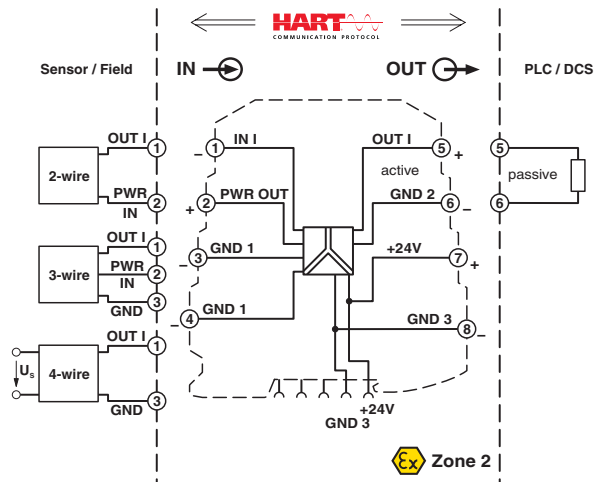 HART
COMMUNICATION PROTOCOL
Sensor / Field
IN
OUT
PLC / DCS
OUT I
1
2-wire
PWR
IN
2
OUT I
1
3-wire
PWR
IN
2
GND
3
OUT I
1
Us
4-wire
GND
3
1
IN I
−
2
PWR OUT
+
3
GND 1
−
4
GND 1
−
OUT I
5
+
active
GND 2
6
−
+24V
7
+
GND 3
8
−
+24V
GND 3
5
passive
6
Ex
Zone 2